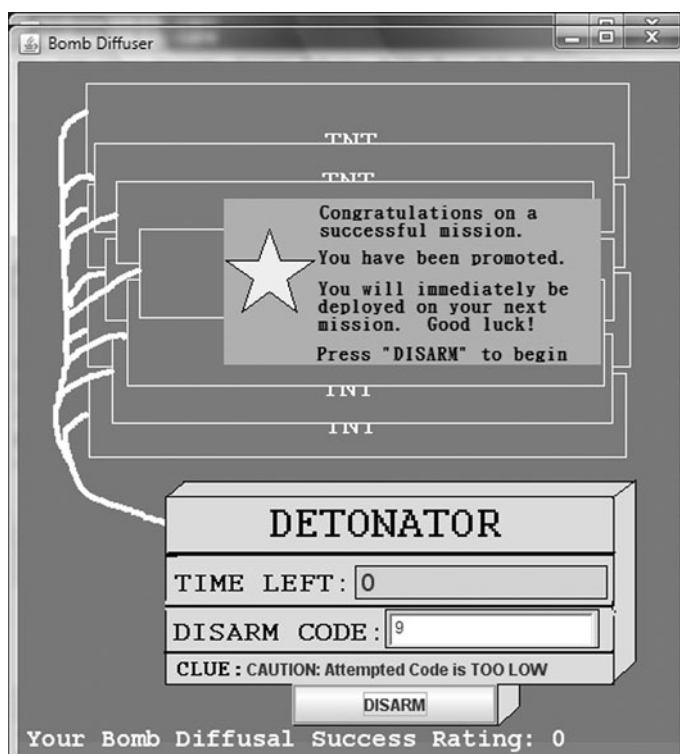 Bomb Diffuser
TNT
TNT
Congratulations on a
successful mission.
You have been promoted.
You will immediately be
deployed on your next
mission. Good luck!
Press "DISARM" to begin
TNT
TNT
DETONATOR
TIME LEFT: 0
DISARM CODE: 9
CLUE: CAUTION: Attempted Code is TOO LOW
DISARM
Your Bomb Diffusal Success Rating: 0